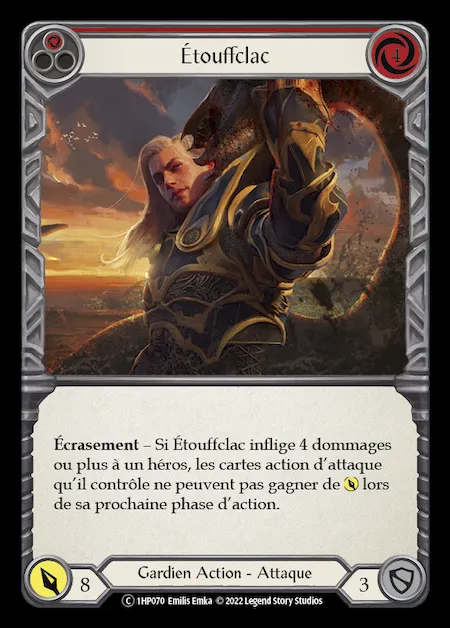 Étouffclac
4
Écrasement – Si Étouffclac inflige 4 dommages
ou plus à un héros, les cartes action d'attaque
qu'il contrôle ne peuvent pas gagner de lors
de sa prochaine phase d'action.
8
Gardien Action - Attaque
3
C 1HP070 Emilis Emka © 2022 Legend Story Studios